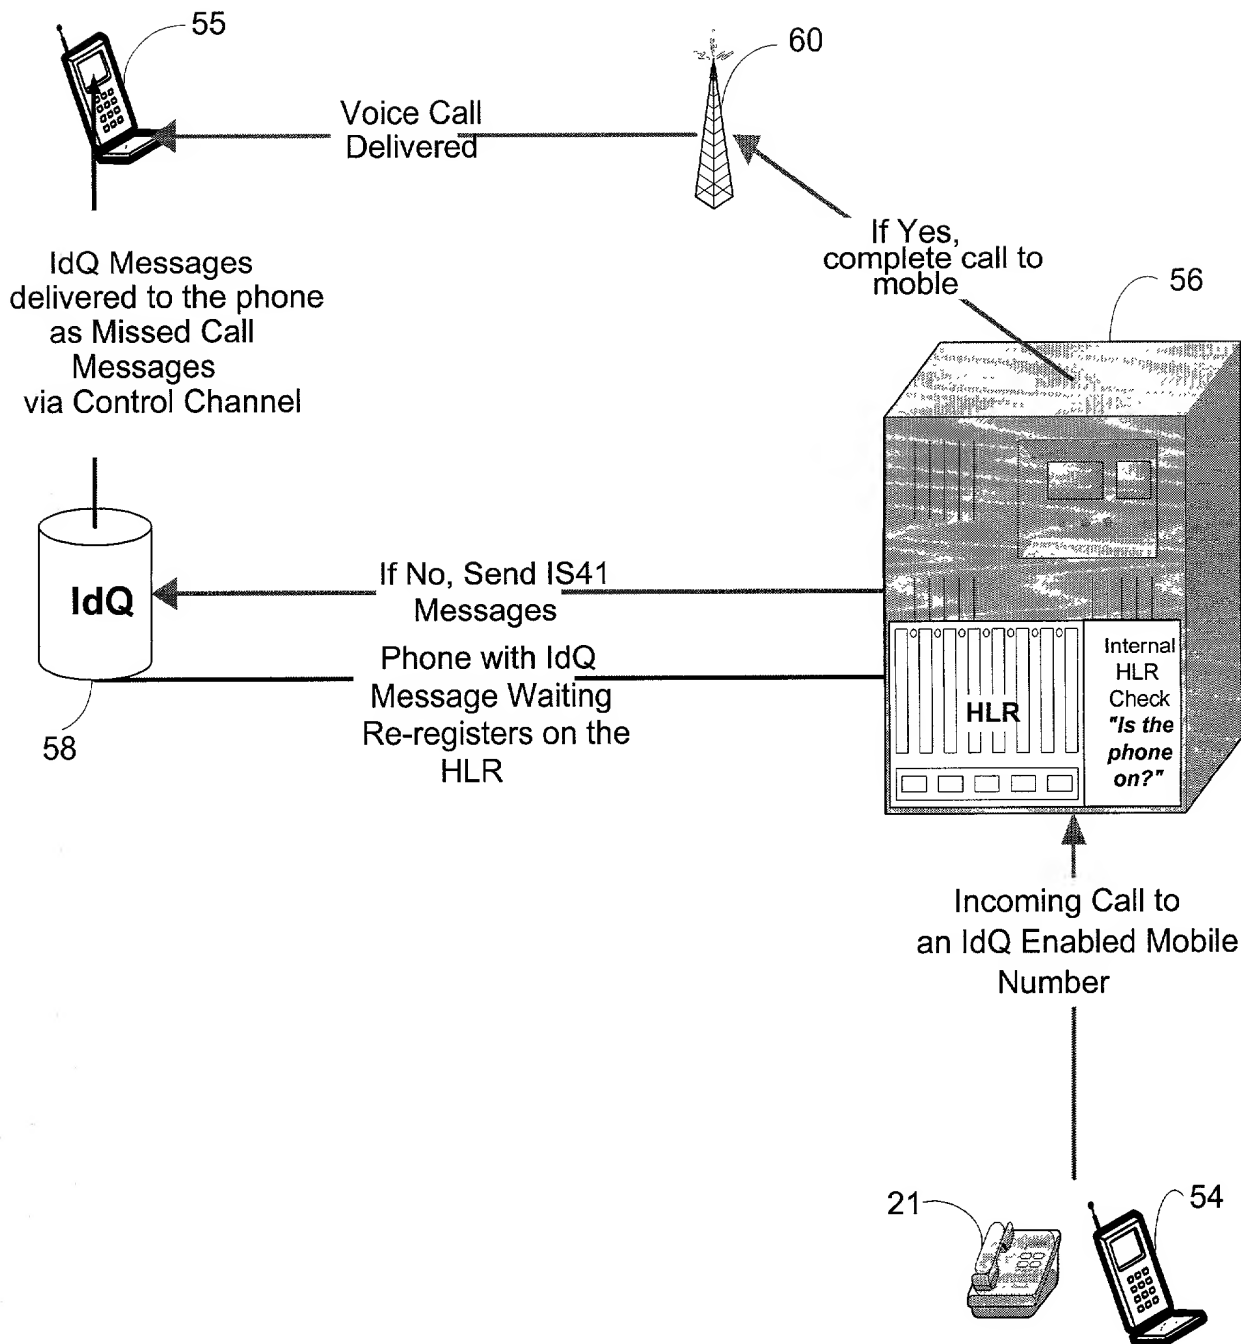 55
60
Voice Call
Delivered
If Yes,
complete call to
moble
56
IdQ Messages
delivered to the phone
as Missed Call
Messages
via Control Channel
If No, Send IS41
Messages
IdQ
Phone with IdQ
Message Waiting
Re-registers on the
HLR
58
HLR
Internal
HLR
Check
"Is the
phone
on?"
Incoming Call to
an IdQ Enabled Mobile
Number
21
54